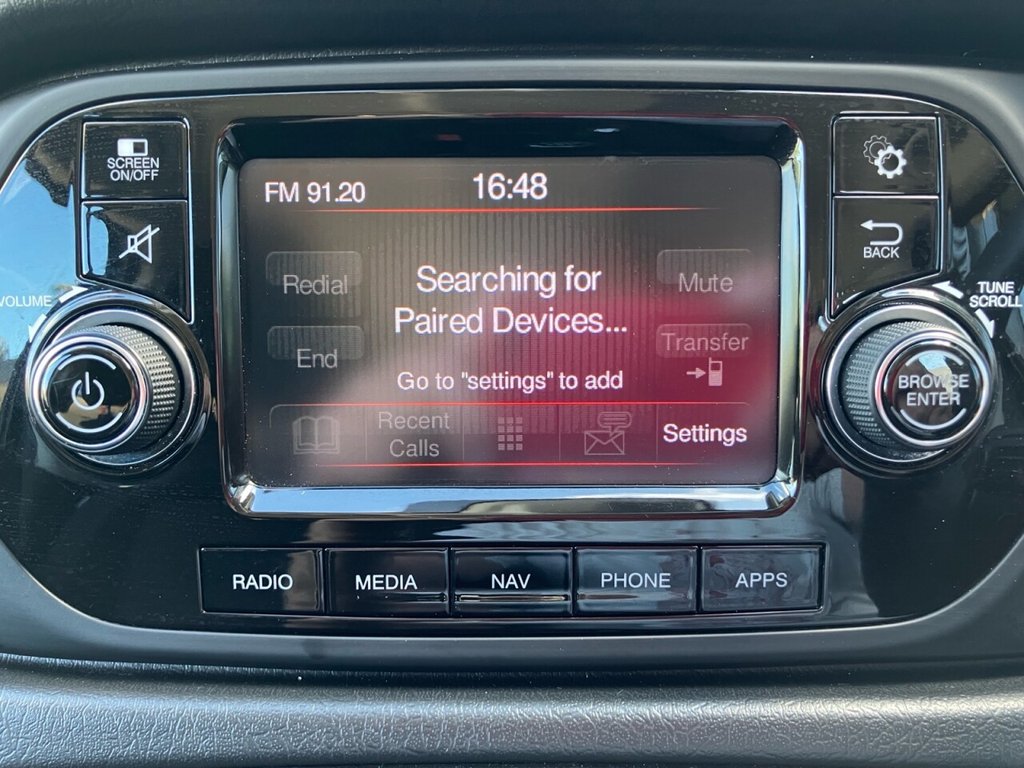 SCREEN
ON/OFF
VOLUME
FM 91.20
16:48
Redial
Searching for
Paired Devices...
Mute
End
Transfer
Go to "settings" to add
Recent
Calls
Settings
BACK
TUNE
SCROLL
BROWSE
ENTER
RADIO
MEDIA
NAV
PHONE
APPS